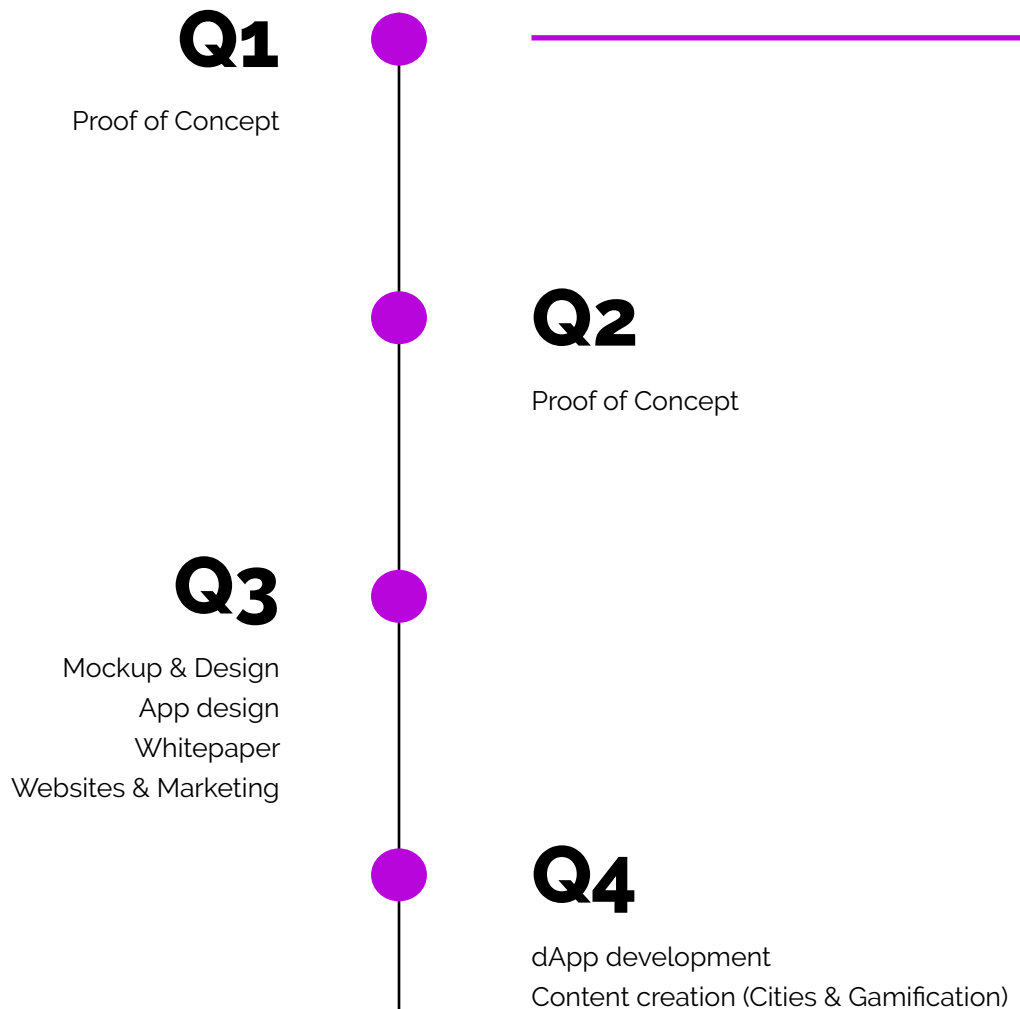 Q1
Proof of Concept
Q2
Proof of Concept
Q3
Mockup & Design
App design
Whitepaper
Websites & Marketing
Q4
dApp development
Content creation (Cities & Gamification)